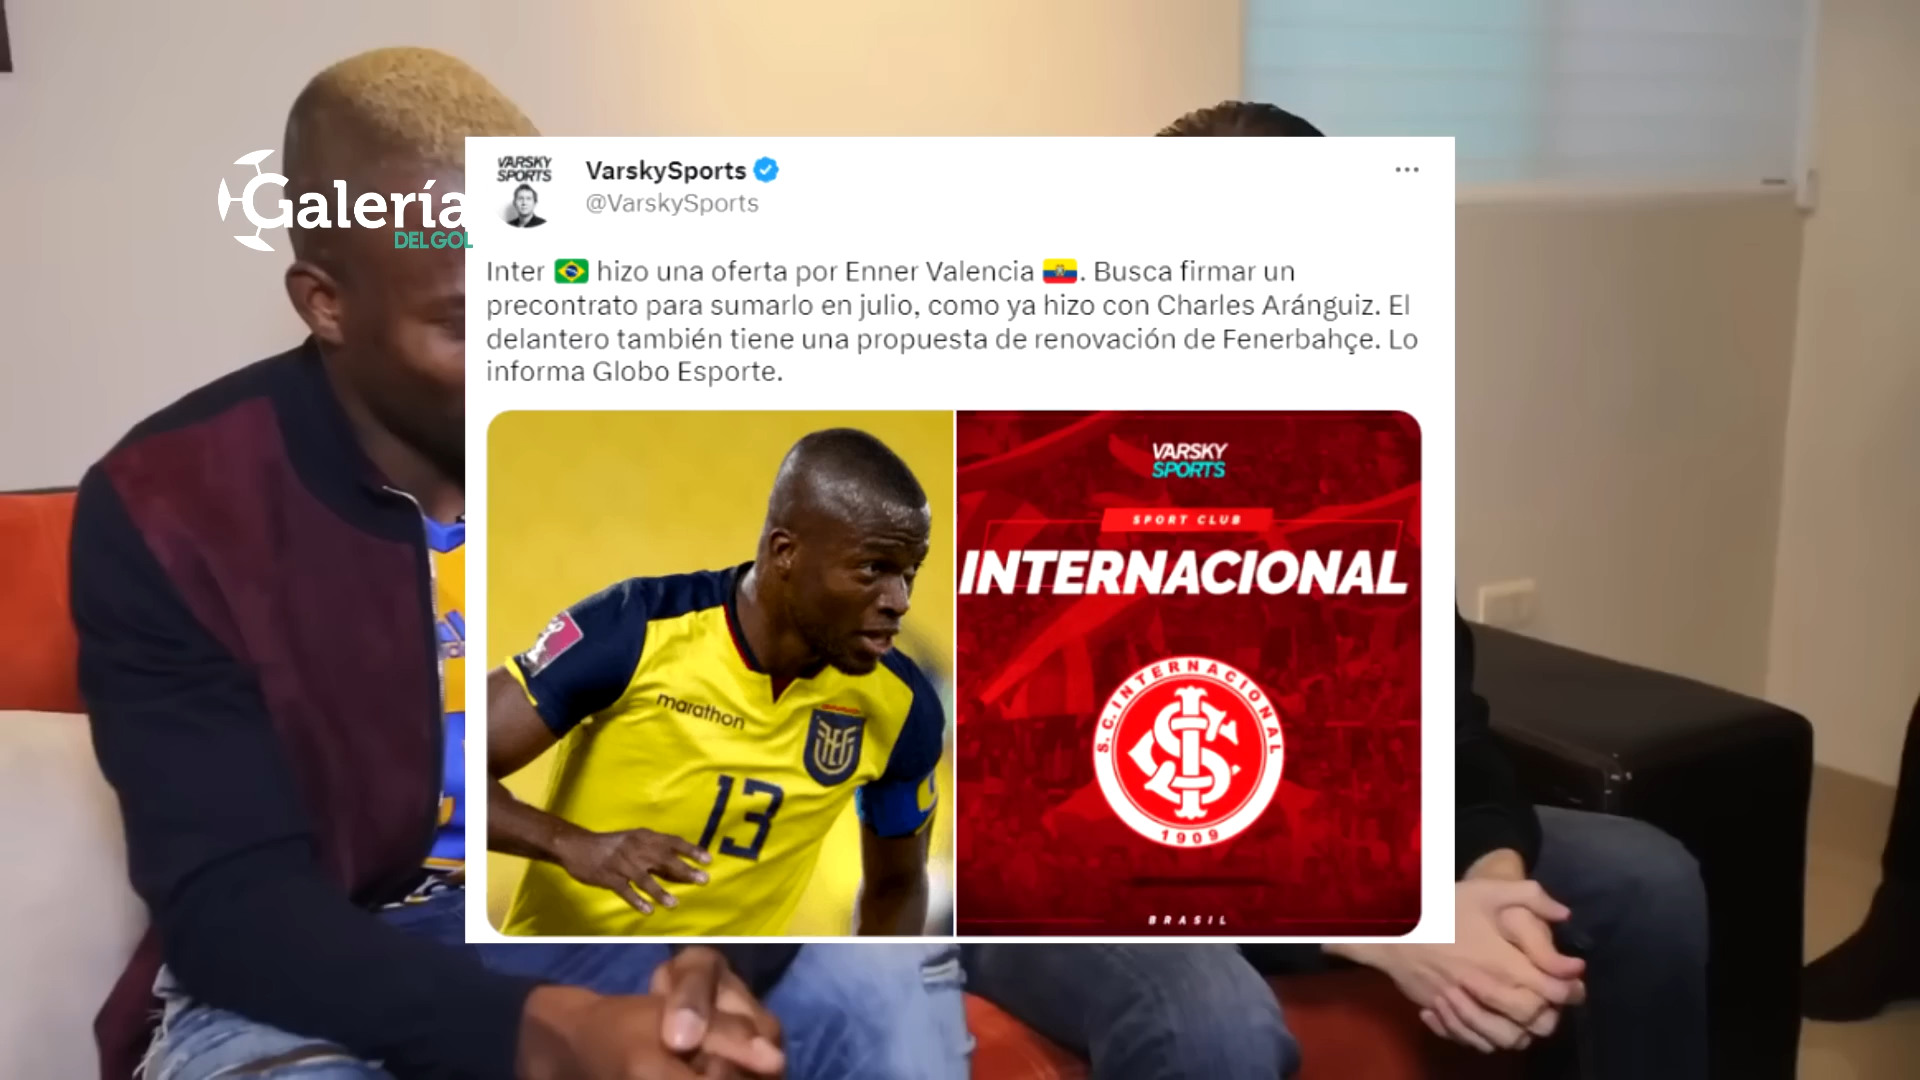 Galería
DEL GOL
VARSKY
SPORTS
VarskySports
@VarskySports
Inter hizo una oferta por Enner Valencia. Busca firmar un
precontrato para sumarlo en julio, como ya hizo con Charles Aránguiz. El
delantero también tiene una propuesta de renovación de Fenerbahçe. Lo
informa Globo Esporte.
marathon
FEF
13
VARSKY
SPORTS
SPORT CLUB
INTERNACIONAL
S.C. INTERNACIONAL
1909
BRASIL